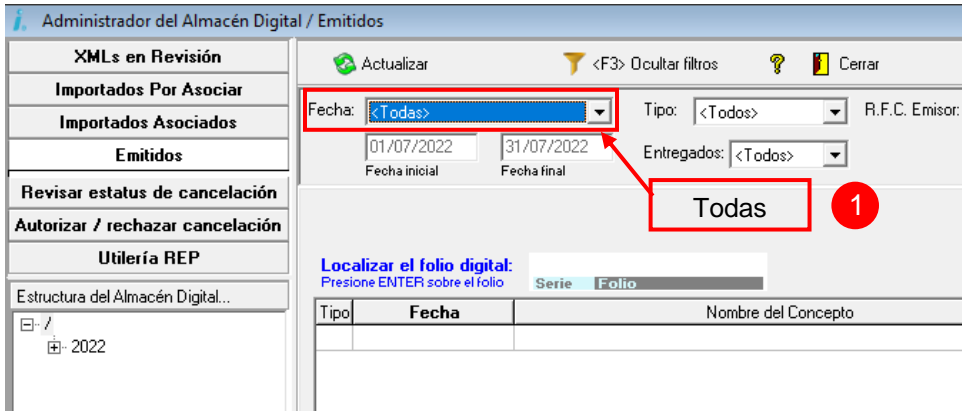 Administrador del Almacén Digital / Emitidos
XMLs en Revisión
Importados Por Asociar
Importados Asociados
Emitidos
Revisar estatus de cancelación
Autorizar / rechazar cancelación
Utilería REP
Estructura del Almacén Digital...
/
2022
Actualizar <F3> Ocultar filtros Cerrar
Fecha: <Todas> Tipo: <Todos> R.F.C. Emisor:
01/07/2022 31/07/2022 Entregados: <Todos>
Fecha inicial Fecha final
Todas 1
Localizar el folio digital:
Presione ENTER sobre el folio Serie Folio
Tipo Fecha Nombre del Concepto